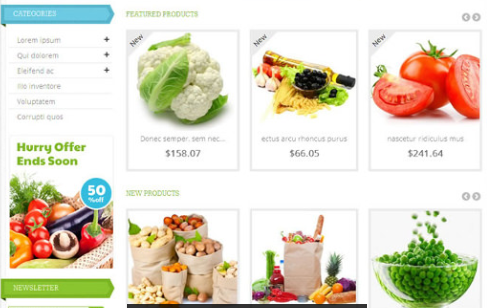 CATEGORIES
Lorem ipsum +
Qui dolorem +
Eleifend ac +
Illo inventore
Voluptatem
Corrupti quos
Hurry Offer
Ends Soon
50
%off
NEWSLETTER
FEATURED PRODUCTS
New
Donec semper, sem nec...
$158.07
New
ectus arcu rhoncus purus
$66.05
New
nascetur ridiculus mus
$241.64
NEW PRODUCTS